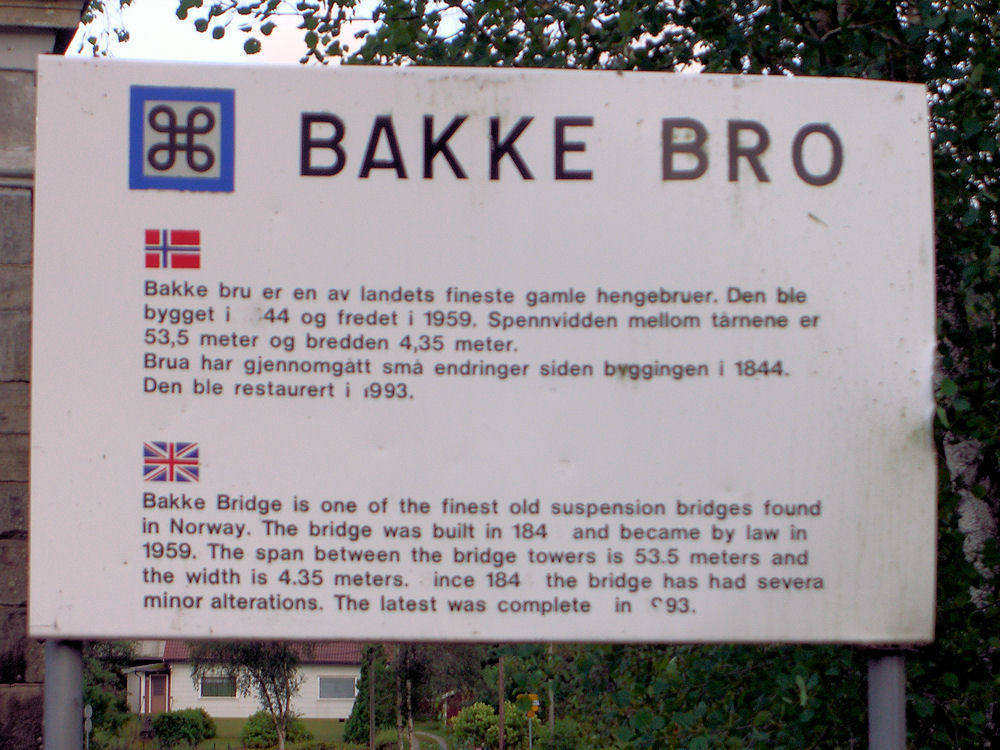 BAKKE BRO
Bakke bru er en av landets fineste gamle hengebruer. Den ble
bygget i 44 og fredet i 1959. Spennvidden mellom tårnene er
53,5 meter og bredden 4,35 meter.
Brua har gjennomgått små endringer siden byggingen i 1844.
Den ble restaurert i 1993.
Bakke Bridge is one of the finest old suspension bridges found
in Norway. The bridge was built in 184 and became by law in
1959. The span between the bridge towers is 53.5 meters and
the width is 4.35 meters. ince 184 the bridge has had severa
minor alterations. The latest was complete in 993.